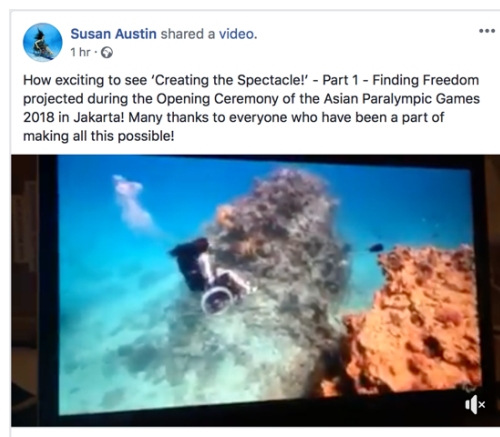 Susan Austin shared a video.
1 hr ·
How exciting to see ‘Creating the Spectacle!’ - Part 1 - Finding Freedom
projected during the Opening Ceremony of the Asian Paralympic Games
2018 in Jakarta! Many thanks to everyone who have been a part of
making all this possible!